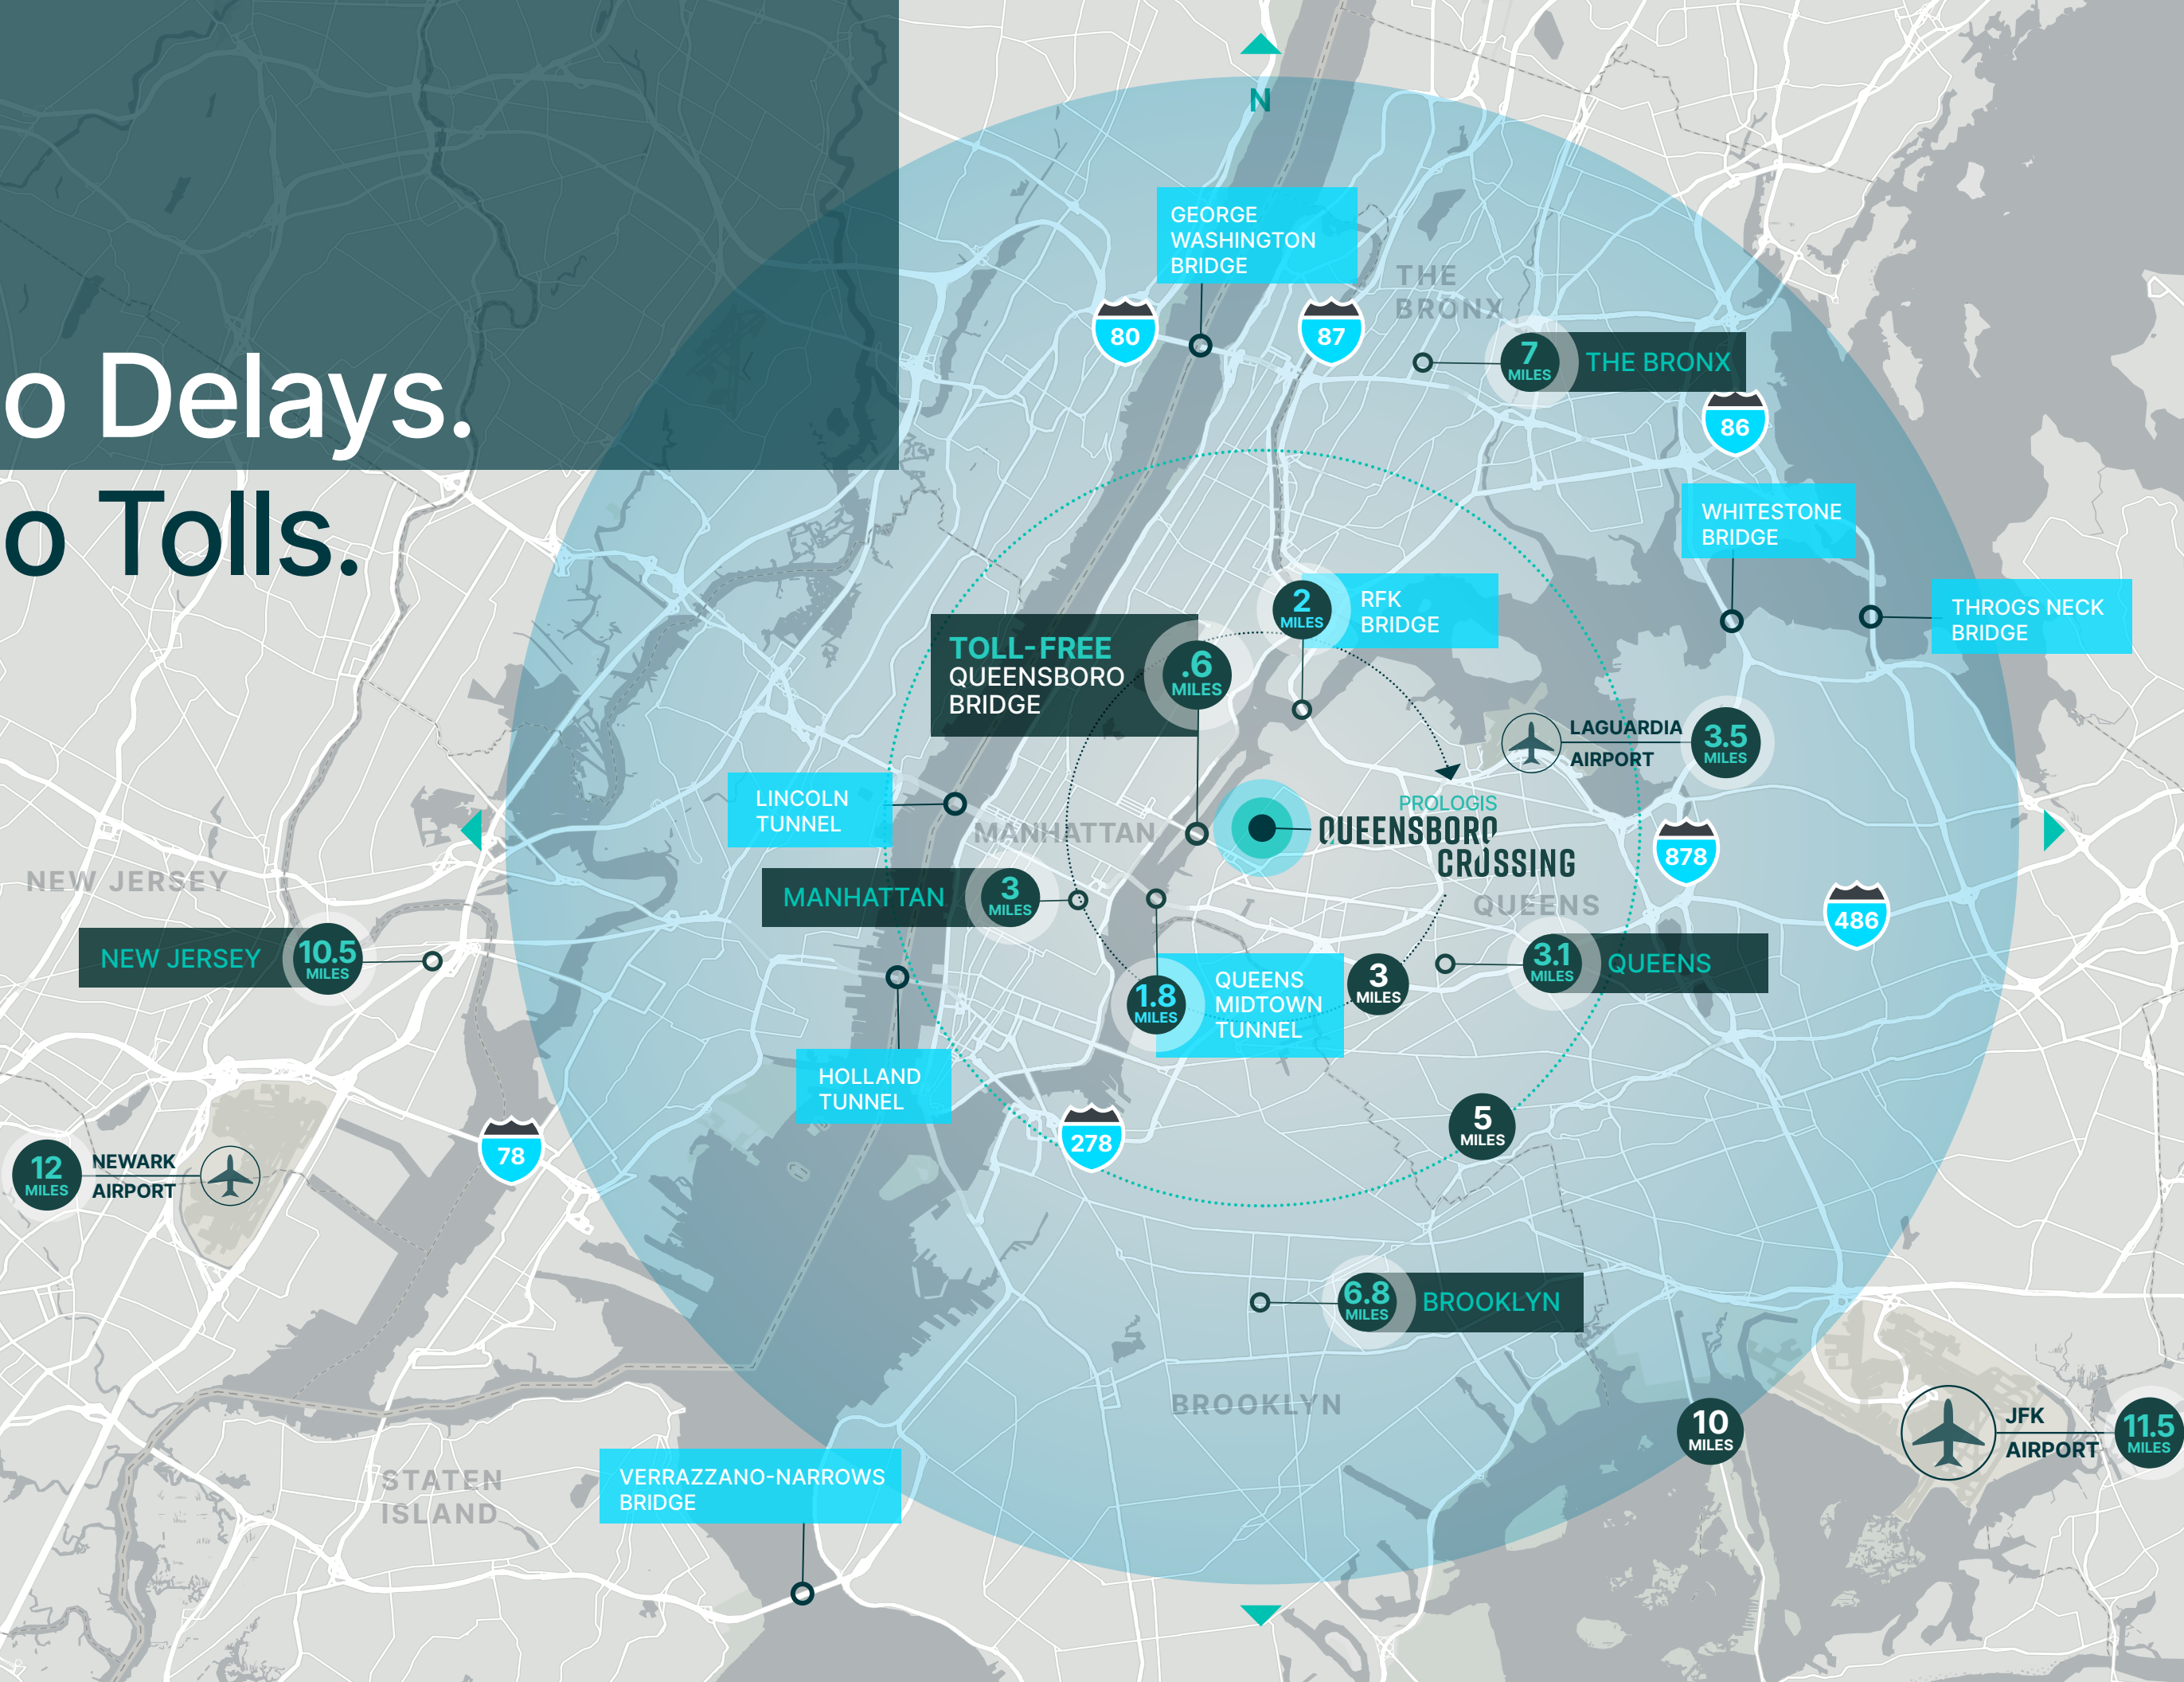 o Delays.
o Tolls.
N
GEORGE
WASHINGTON
BRIDGE
80
87
THE
BRONX
7
MILES
THE BRONX
86
WHITESTONE
BRIDGE
THROGS NECK
BRIDGE
2
MILES
RFK
BRIDGE
TOLL-FREE
QUEENSBORO
BRIDGE
.6
MILES
LAGUARDIA
AIRPORT
3.5
MILES
LINCOLN
TUNNEL
MANHATTAN
PROLOGIS
QUEENSBORO
CROSSING
878
NEW JERSEY
MANHATTAN
3
MILES
QUEENS
486
NEW JERSEY
10.5
MILES
3.1
MILES
QUEENS
3
MILES
1.8
MILES
QUEENS
MIDTOWN
TUNNEL
HOLLAND
TUNNEL
5
MILES
278
78
12
MILES
NEWARK
AIRPORT
6.8
MILES
BROOKLYN
BROOKLYN
10
MILES
JFK
AIRPORT
11.5
MILES
STATEN
ISLAND
VERRAZZANO-NARROWS
BRIDGE